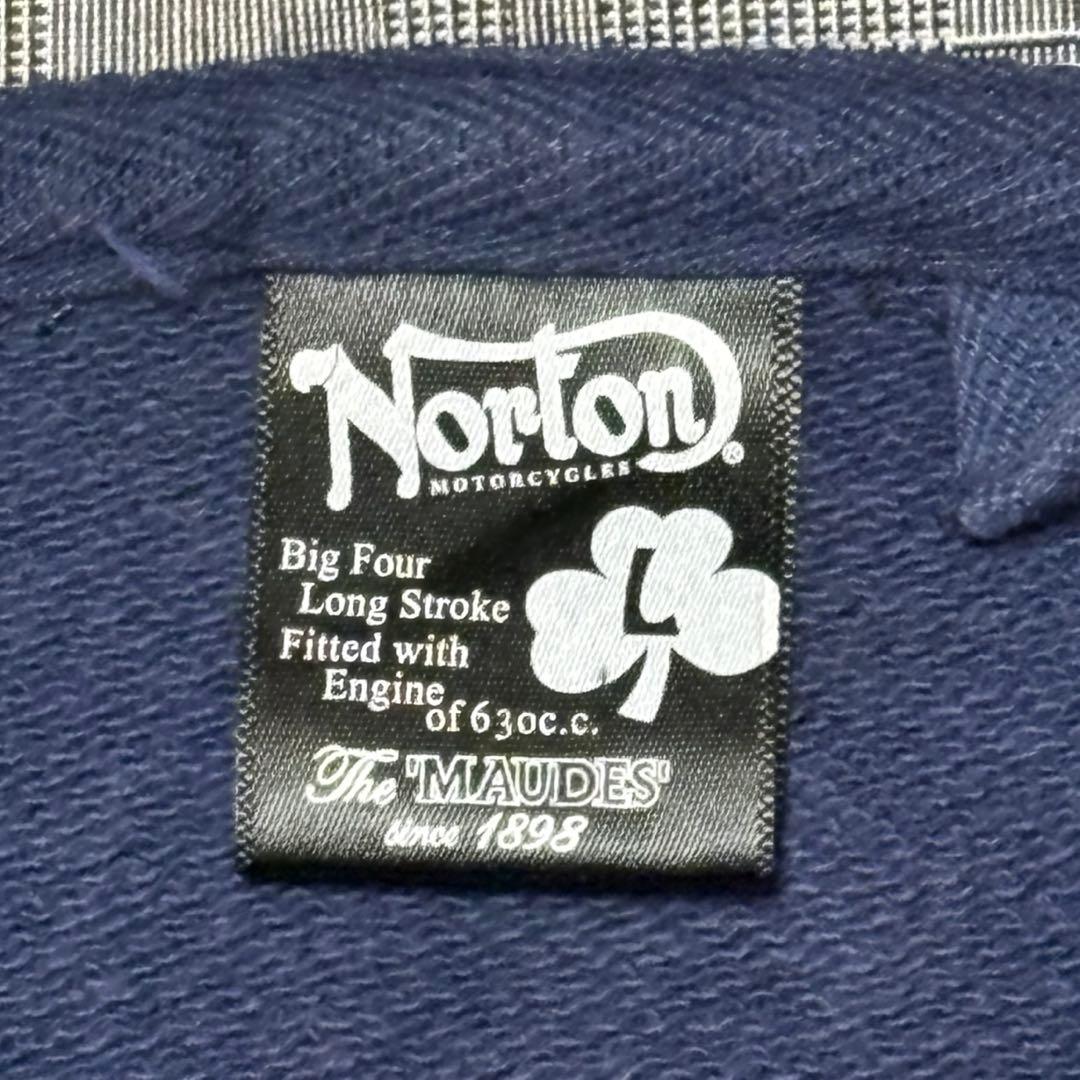 Norton®
MOTORCYCLES
L
Big Four
Long Stroke
Fitted with
Engine
of 630c.c.
The 'MAUDES'
since 1898